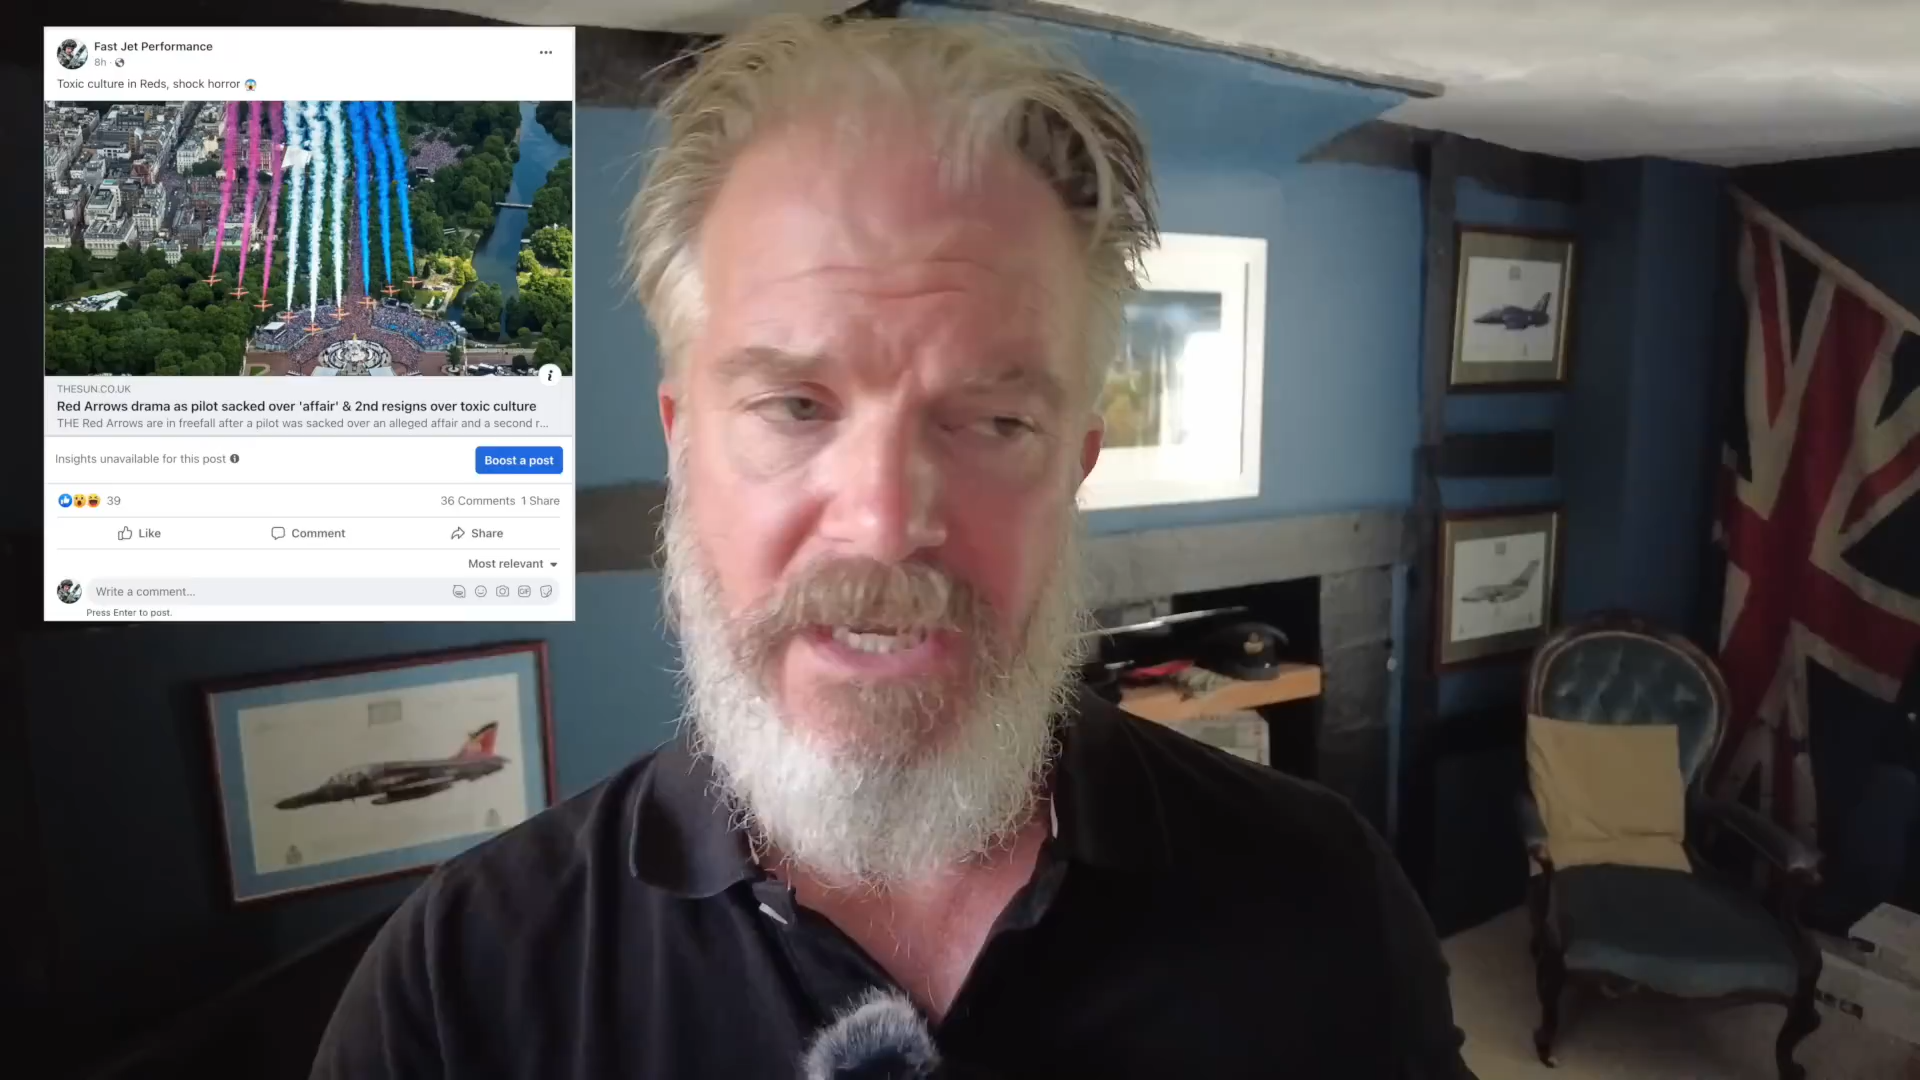 Fast Jet Performance
8h ·
Toxic culture in Reds, shock horror 😱
THESUN.CO.UK
Red Arrows drama as pilot sacked over 'affair' & 2nd resigns over toxic culture
THE Red Arrows are in freefall after a pilot was sacked over an alleged affair and a second r...
Insights unavailable for this post
Boost a post
39
36 Comments 1 Share
Like Comment Share
Most relevant
Write a comment...
GIF
Press Enter to post.